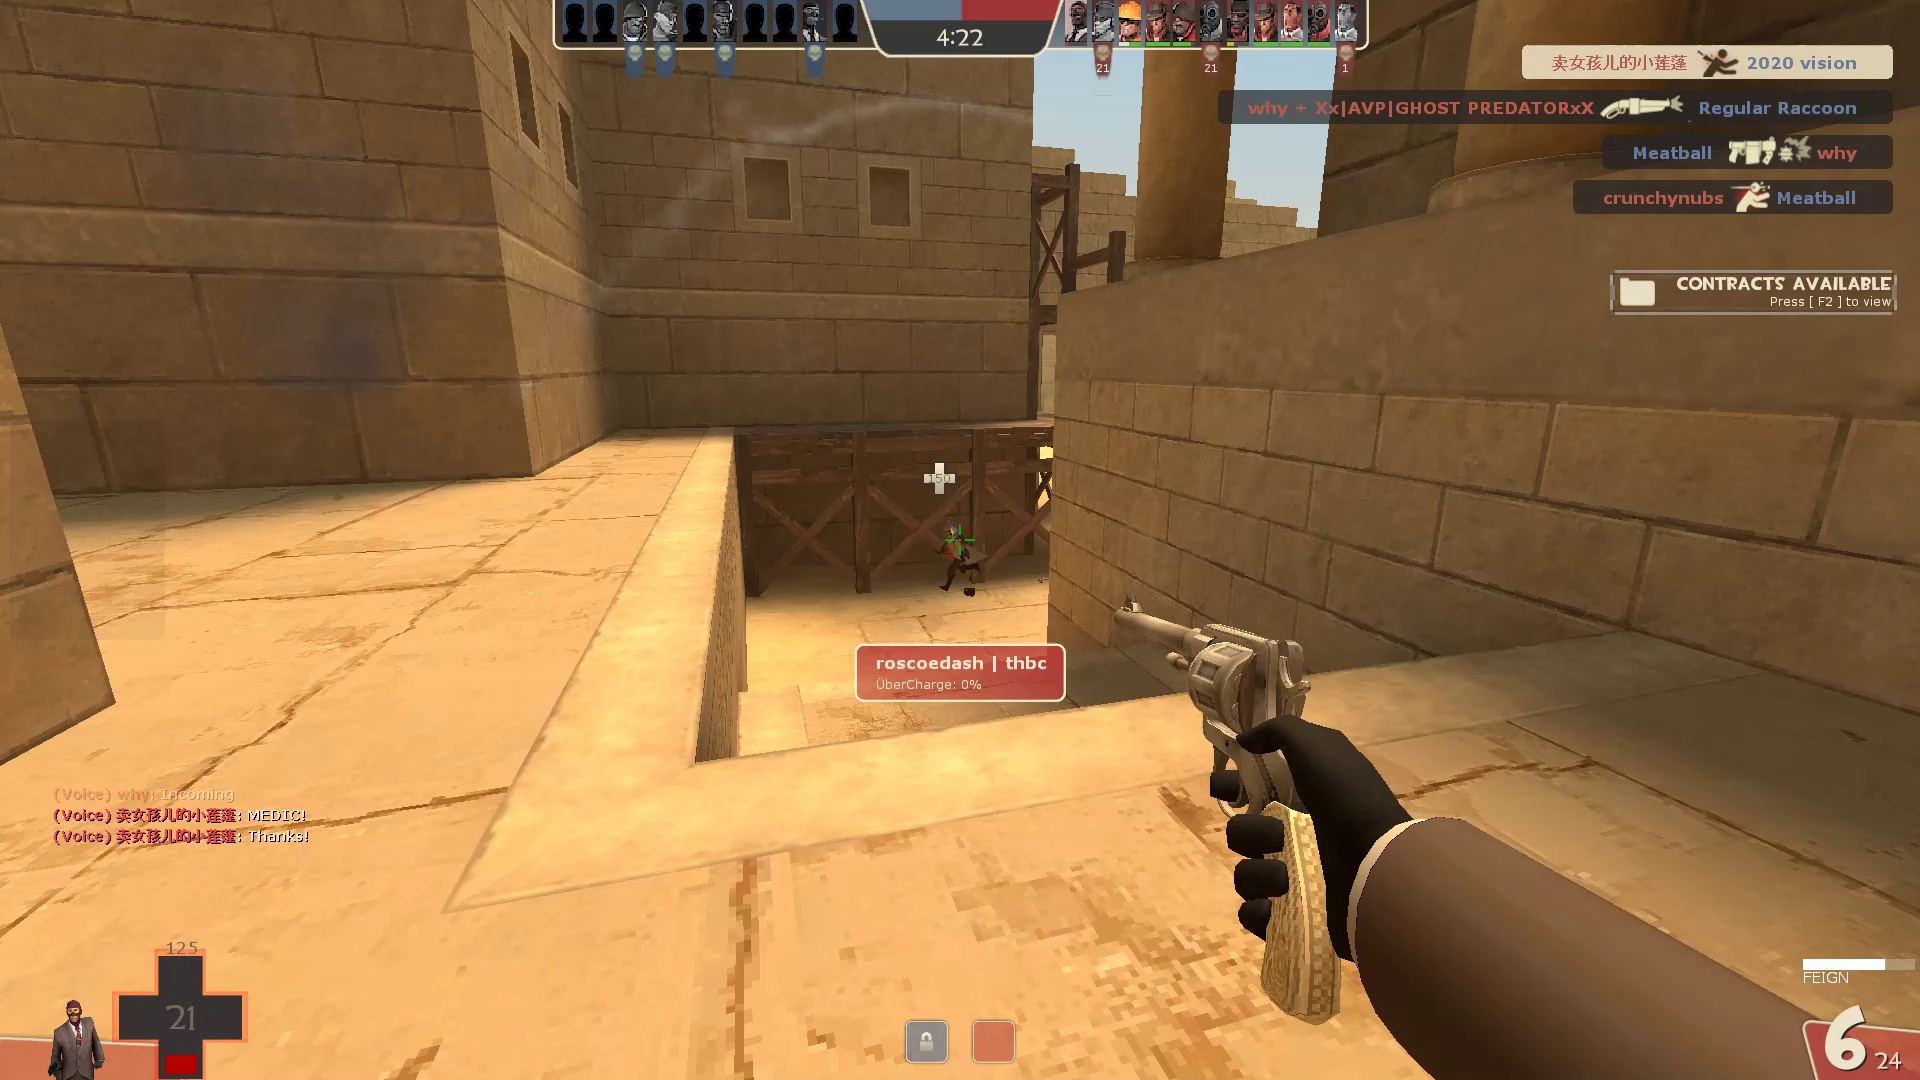 4:22
21
21
1
卖女孩儿的小莲蓬 2020 vision
why + Xx|AVP|GHOST PREDATORxX Regular Raccoon
Meatball why
crunchynubs Meatball
CONTRACTS AVAILABLE
Press [ F2 ] to view
150
roscoedash | thbc
ÜberCharge: 0%
(Voice) why: Incoming
(Voice) 卖女孩儿的小莲蓬: MEDIC!
(Voice) 卖女孩儿的小莲蓬: Thanks!
125
21
FEIGN
6
24